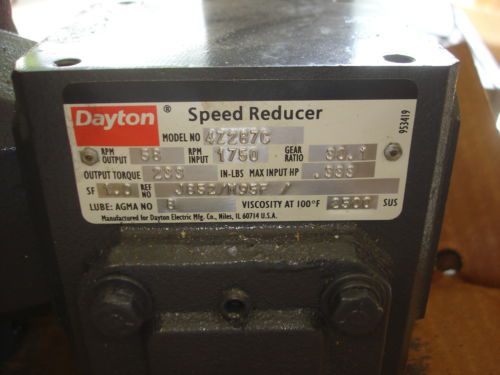 Dayton® Speed Reducer
MODEL NO 4Z287C
RPM OUTPUT 58 RPM INPUT 1750 GEAR RATIO 30.1
OUTPUT TORQUE IN-LBS MAX INPUT HP .333
SF 1.0 REF NO
LUBE: AGMA NO 8 VISCOSITY AT 100°F 2500 SUS
Manufactured for Dayton Electric Mfg. Co., Niles, IL 60714 U.S.A.
953419